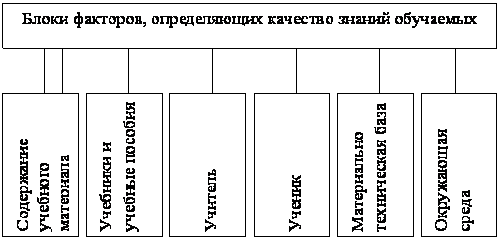 Блоки факторов, определяющих качество знаний обучаемых
Содержание
учебного
материала
Учебники и
учебные пособия
Учитель
Ученик
Материально
техническая база
Окружающая
среда